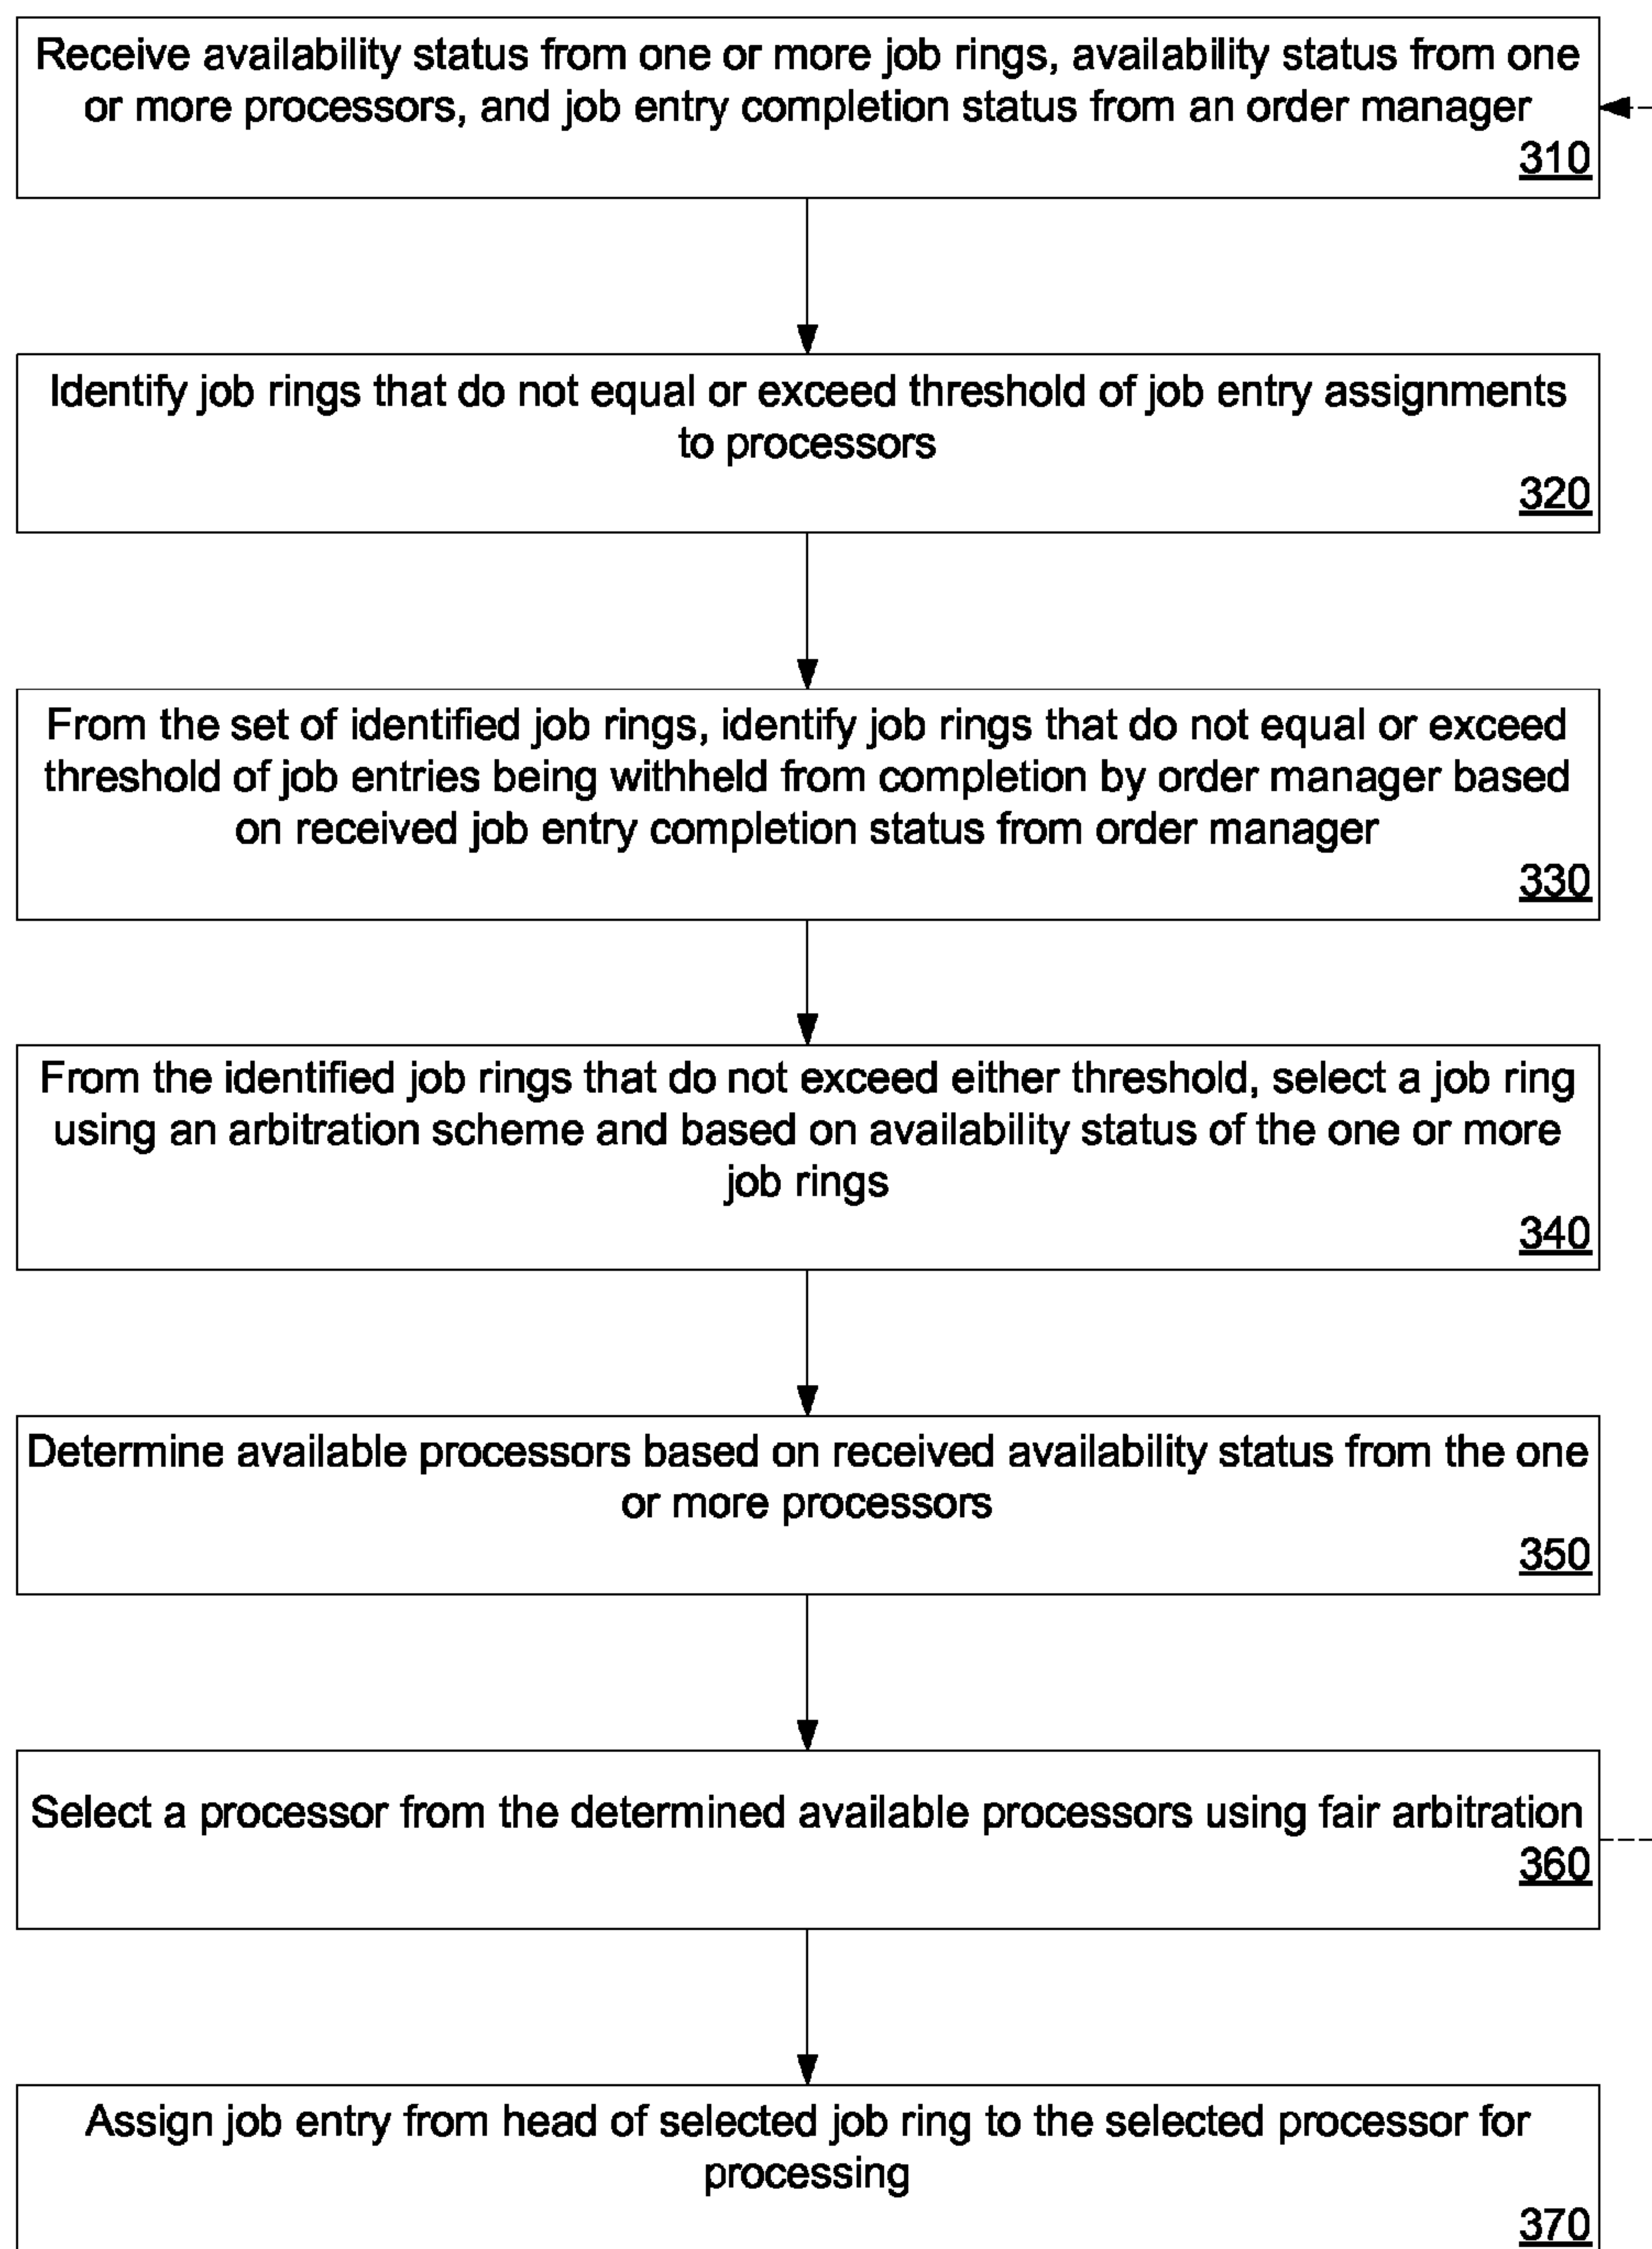 Receive availability status from one or more job rings, availability status from one
or more processors, and job entry completion status from an order manager
310
Identify job rings that do not equal or exceed threshold of job entry assignments
to processors
320
From the set of identified job rings, identify job rings that do not equal or exceed
threshold of job entries being withheld from completion by order manager based
on received job entry completion status from order manager
330
From the identified job rings that do not exceed either threshold, select a job ring
using an arbitration scheme and based on availability status of the one or more
job rings
340
Determine available processors based on received availability status from the one
or more processors
350
Select a processor from the determined available processors using fair arbitration
360
Assign job entry from head of selected job ring to the selected processor for
processing
370